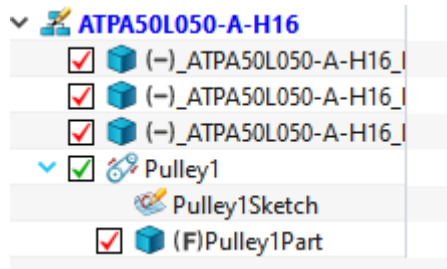 ATPA50L050-A-H16
(−)_ATPA50L050-A-H16_
(−)_ATPA50L050-A-H16_
(−)_ATPA50L050-A-H16_
Pulley1
Pulley1Sketch
(F)Pulley1Part